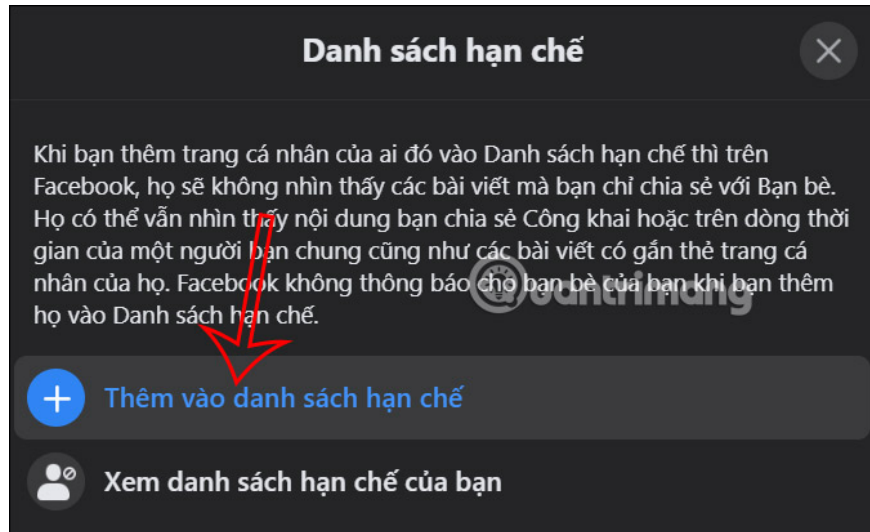 Danh sách hạn chế
Khi bạn thêm trang cá nhân của ai đó vào Danh sách hạn chế thì trên
Facebook, họ sẽ không nhìn thấy các bài viết mà bạn chỉ chia sẻ với Bạn bè.
Họ có thể vẫn nhìn thấy nội dung bạn chia sẻ Công khai hoặc trên dòng thời
gian của một người bạn chung cũng như các bài viết có gắn thẻ trang cá
nhân của họ. Facebook không thông báo cho bạn bè của bạn khi bạn thêm
họ vào Danh sách hạn chế.
uantrimang
Thêm vào danh sách hạn chế
Xem danh sách hạn chế của bạn